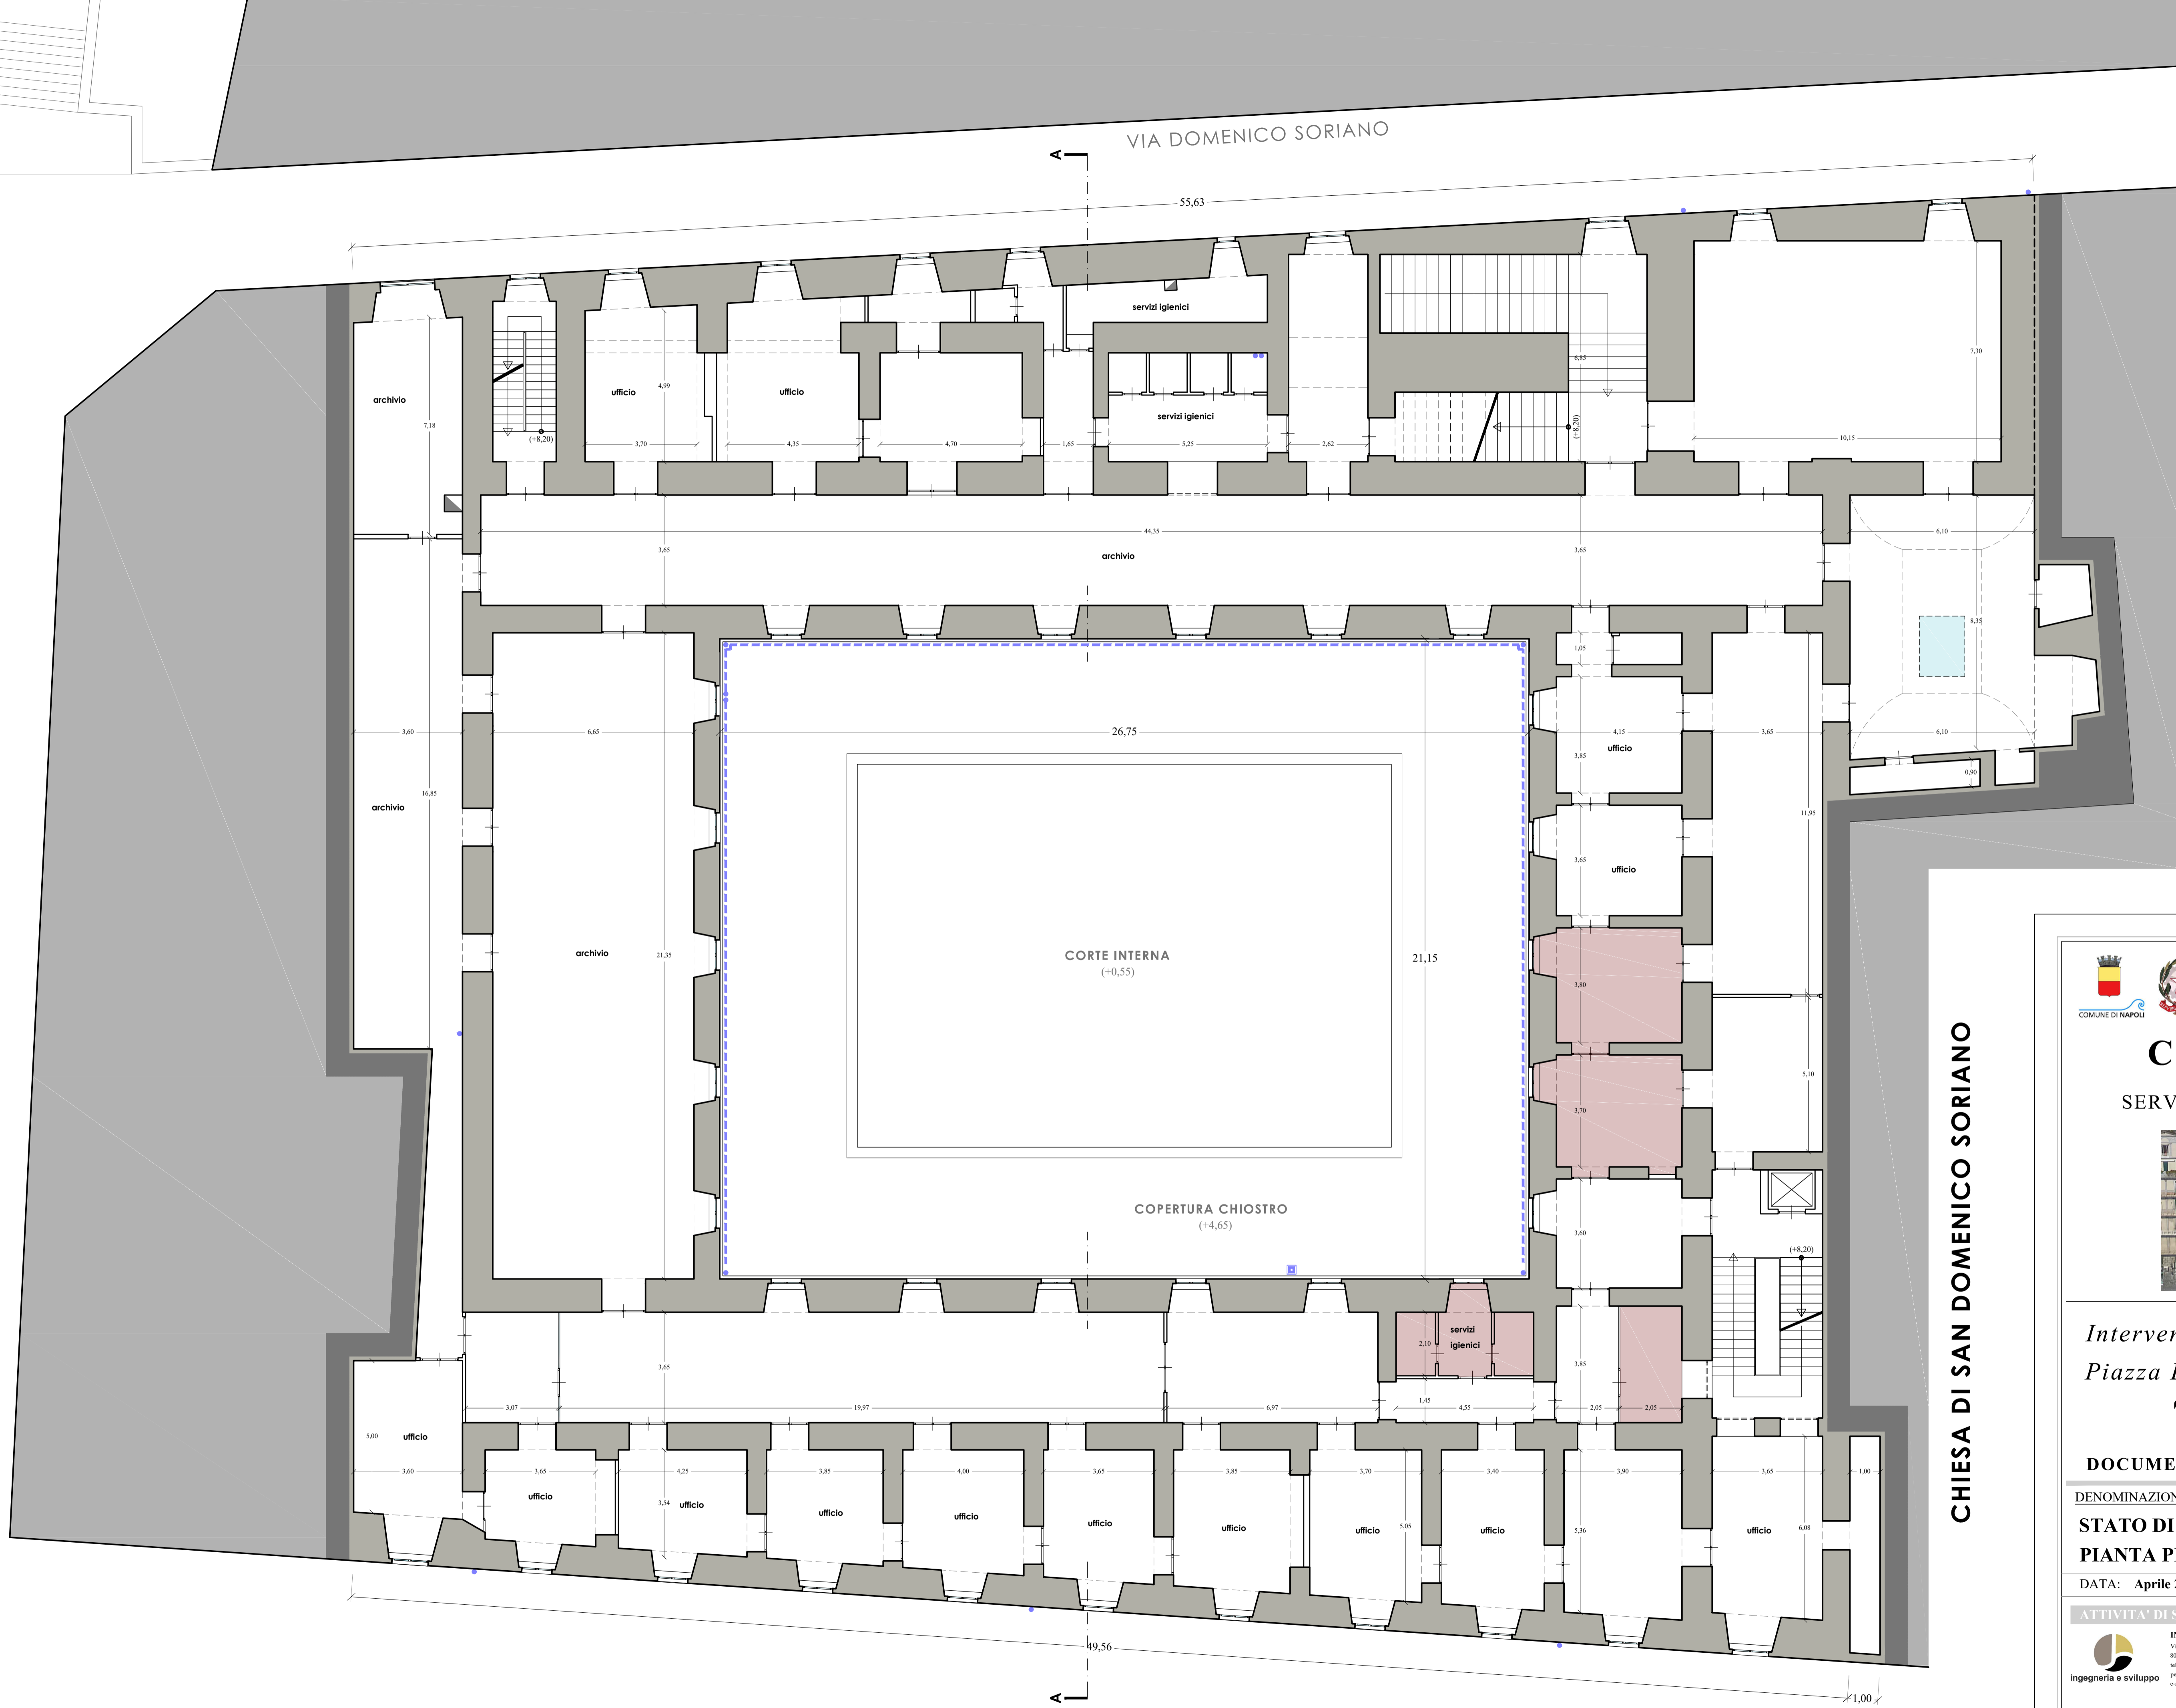 VIA DOMENICO SORIANO
A
55,63
servizi igienici
archivio
7,18
(+8,20)
ufficio
4,99
3,70
ufficio
4,35
4,70
1,65
servizi igienici
5,25
2,62
6,85
(+8,20)
7,30
10,15
44,35
archivio
3,65
3,65
6,10
8,35
1,05
3,60
6,65
26,75
4,15
3,65
6,10
ufficio
3,85
0,90
archivio
16,85
11,95
3,65
ufficio
archivio
21,35
CORTE INTERNA
(+0,55)
21,15
3,80
5,10
3,70
COPERTURA CHIOSTRO
(+4,65)
3,60
(+8,20)
servizi
igienici
2,10
3,65
3,85
3,07
19,97
6,97
1,45
4,55
2,05
2,05
5,00
ufficio
3,60
3,65
4,25
3,85
4,00
3,65
3,85
3,70
3,40
3,90
3,65
1,00
ufficio
3,54
ufficio
ufficio
ufficio
ufficio
ufficio
ufficio
5,05
ufficio
5,36
ufficio
6,08
49,56
A
1,00
CHIESA DI SAN DOMENICO SORIANO
COMUNE DI NAPOLI
C
SERV
Interver
Piazza
DOCUME
DENOMINAZION
STATO DI
PIANTA P
DATA: Aprile 2
ATTIVITA' DI S
ingegneria e sviluppo